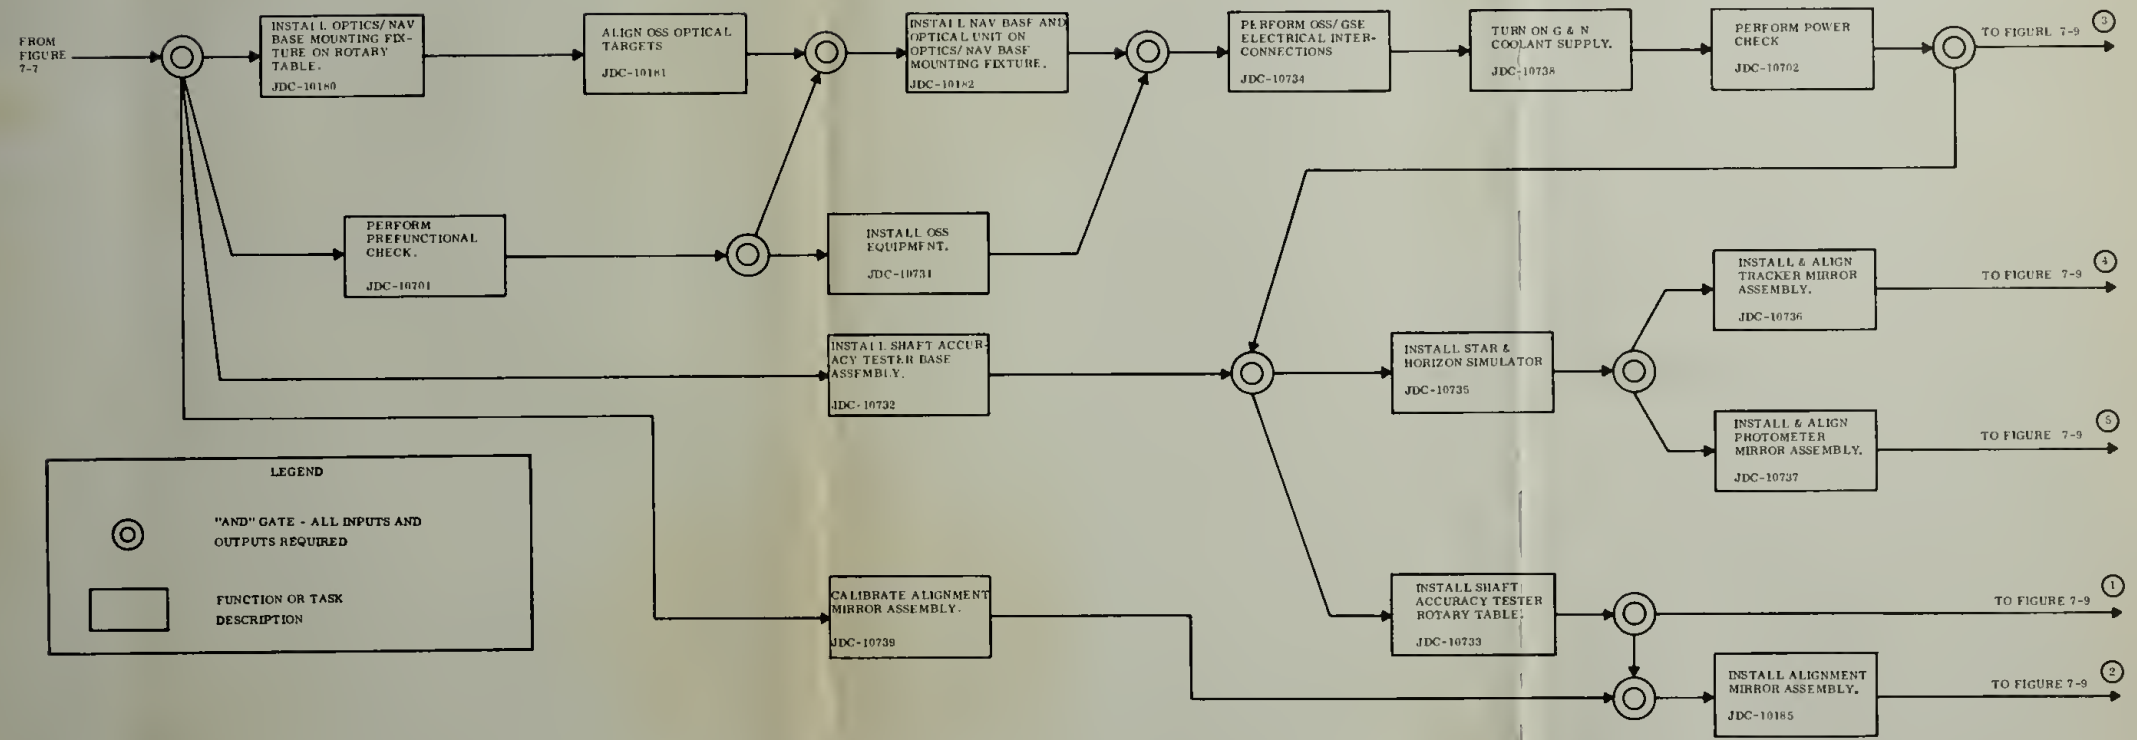 FROM
FIGURE
7-7
INSTALL OPTICS/NAV
BASE MOUNTING FIX-
TURE ON ROTARY
TABLE.
JDC-10180
ALIGN OSS OPTICAL
TARGETS
JDC-10181
INSTALL NAV BASE AND
OPTICAL UNIT ON
OPTICS/NAV BASE
MOUNTING FIXTURE.
JDC-10182
PERFORM OSS/GSE
ELECTRICAL INTER-
CONNECTIONS
JDC-10734
TURN ON G & N
COOLANT SUPPLY.
JDC-10738
PERFORM POWER
CHECK
JDC-10702
TO FIGURE 7-9
3
PERFORM
PREFUNCTIONAL
CHECK.
JDC-10701
INSTALL OSS
EQUIPMENT.
JDC-10731
INSTALL & ALIGN
TRACKER MIRROR
ASSEMBLY.
JDC-10736
TO FIGURE 7-9
4
INSTALL SHAFT ACCUR-
ACY TESTER BASE
ASSEMBLY.
JDC-10732
INSTALL STAR &
HORIZON SIMULATOR
JDC-10735
INSTALL & ALIGN
PHOTOMETER
MIRROR ASSEMBLY.
JDC-10737
TO FIGURE 7-9
5
LEGEND
"AND" GATE - ALL INPUTS AND
OUTPUTS REQUIRED
FUNCTION OR TASK
DESCRIPTION
CALIBRATE ALIGNMENT
MIRROR ASSEMBLY.
JDC-10739
INSTALL SHAFT
ACCURACY TESTER
ROTARY TABLE.
JDC-10733
TO FIGURE 7-9
1
INSTALL ALIGNMENT
MIRROR ASSEMBLY.
JDC-10185
TO FIGURE 7-9
2